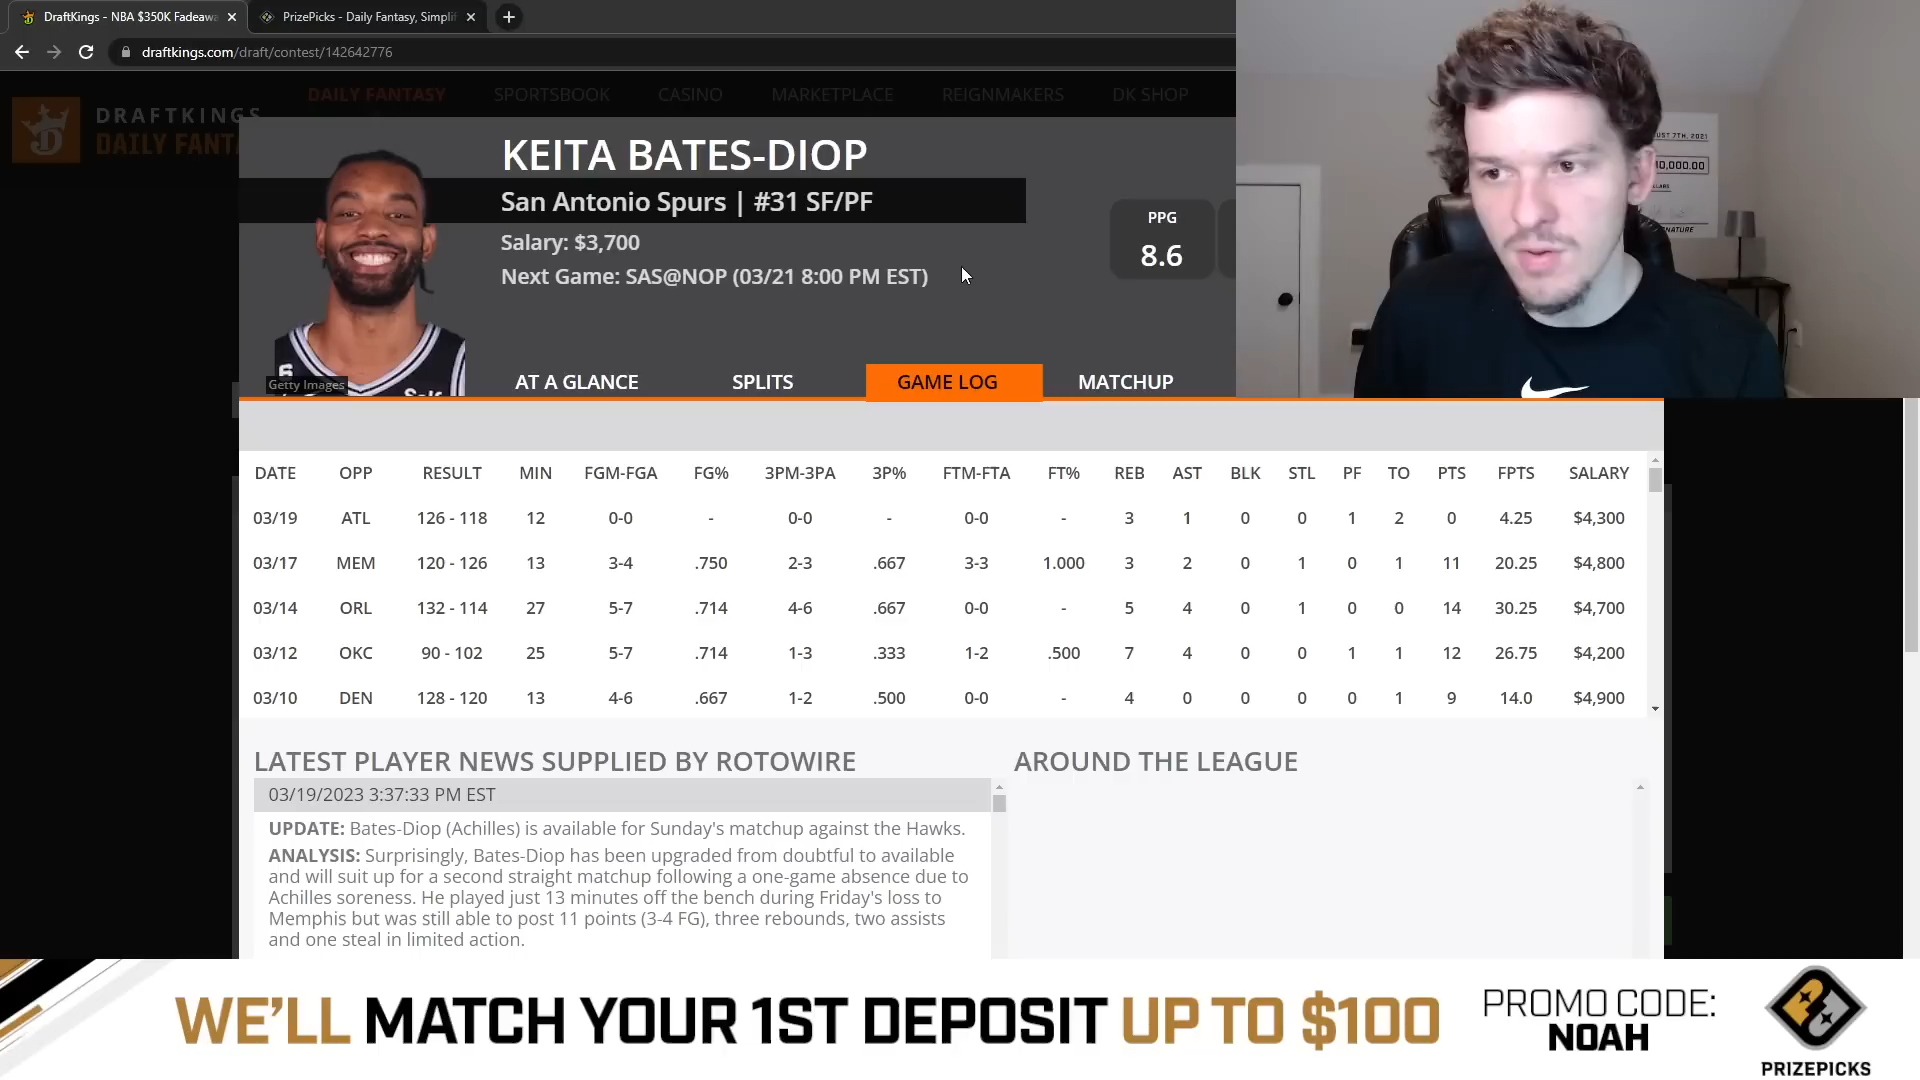 DraftKings - NBA $350K Fadeawa
PrizePicks - Daily Fantasy, Simplif
draftkings.com/draft/contest/142642776
DRAFTKINGS
DAILY FANTA
DAILY FANTASY SPORTSBOOK CASINO MARKETPLACE REIGNMAKERS DK SHOP
KEITA BATES-DIOP
San Antonio Spurs | #31 SF/PF
Salary: $3,700
Next Game: SAS@NOP (03/21 8:00 PM EST)
PPG
8.6
Getty Images
UST 7TH, 2021
0,000.00
LLARS
NATURE
AT A GLANCE SPLITS GAME LOG MATCHUP
DATE OPP RESULT MIN FGM-FGA FG% 3PM-3PA 3P% FTM-FTA FT% REB AST BLK STL PF TO PTS FPTS SALARY
03/19 ATL 126 - 118 12 0-0 - 0-0 - 0-0 - 3 1 0 0 1 2 0 4.25 $4,300
03/17 MEM 120 - 126 13 3-4 .750 2-3 .667 3-3 1.000 3 2 0 1 0 1 11 20.25 $4,800
03/14 ORL 132 - 114 27 5-7 .714 4-6 .667 0-0 - 5 4 0 1 0 0 14 30.25 $4,700
03/12 OKC 90 - 102 25 5-7 .714 1-3 .333 1-2 .500 7 4 0 0 1 1 12 26.75 $4,200
03/10 DEN 128 - 120 13 4-6 .667 1-2 .500 0-0 - 4 0 0 0 0 1 9 14.0 $4,900
LATEST PLAYER NEWS SUPPLIED BY ROTOWIRE
03/19/2023 3:37:33 PM EST
UPDATE: Bates-Diop (Achilles) is available for Sunday's matchup against the Hawks.
ANALYSIS: Surprisingly, Bates-Diop has been upgraded from doubtful to available
and will suit up for a second straight matchup following a one-game absence due to
Achilles soreness. He played just 13 minutes off the bench during Friday's loss to
Memphis but was still able to post 11 points (3-4 FG), three rebounds, two assists
and one steal in limited action.
AROUND THE LEAGUE
WE'LL MATCH YOUR 1ST DEPOSIT UP TO $100
PROMO CODE:
NOAH
PRIZEPICKS